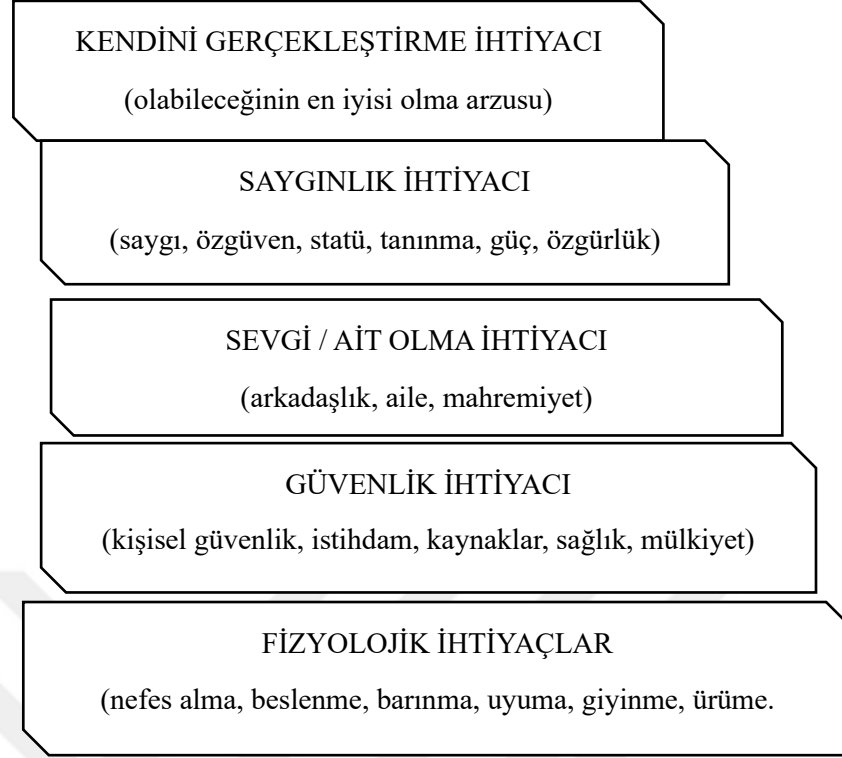 KENDİNİ GERÇEKLEŞTİRME İHTİYACI
(olabileceğinin en iyisi olma arzusu)
SAYGINLIK İHTİYACI
(saygı, özgüven, statü, tanınma, güç, özgürlük)
SEVGİ / AİT OLMA İHTİYACI
(arkadaşlık, aile, mahremiyet)
GÜVENLİK İHTİYACI
(kişisel güvenlik, istihdam, kaynaklar, sağlık, mülkiyet)
FİZYOLOJİK İHTİYAÇLAR
(nefes alma, beslenme, barınma, uyuma, giyinme, ürüme.